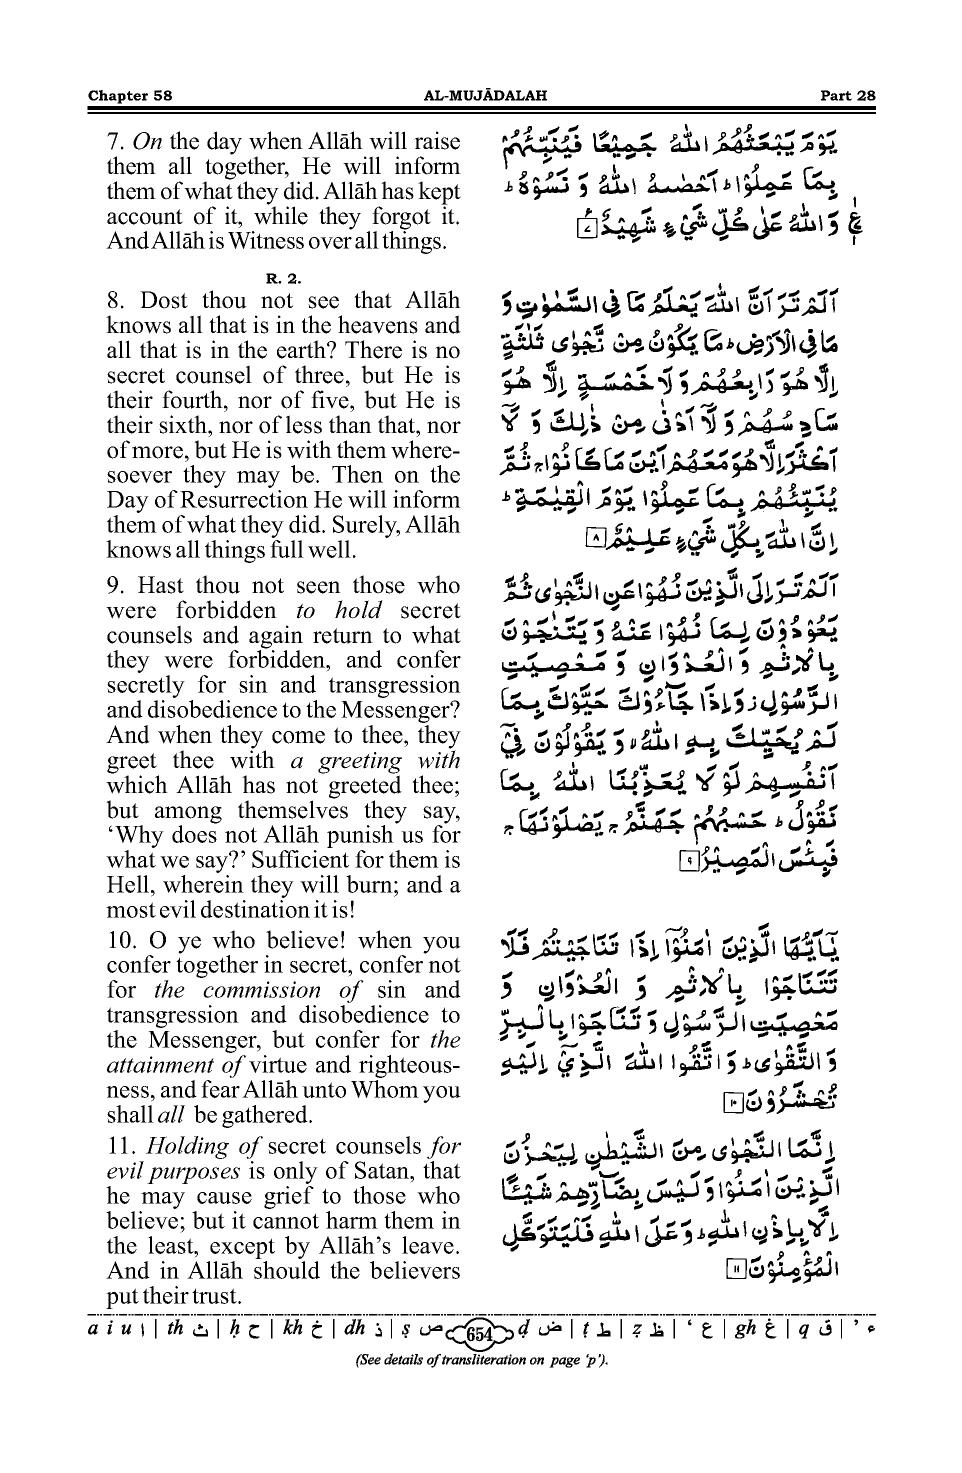 Chapter 58 AL-MUJĀDALAH Part 28
7. On the day when Allāh will raise
them all together, He will inform
them of what they did. Allāh has kept
account of it, while they forgot it.
And Allāh is Witness over all things.
R. 2.
8. Dost thou not see that Allāh
knows all that is in the heavens and
all that is in the earth? There is no
secret counsel of three, but He is
their fourth, nor of five, but He is
their sixth, nor of less than that, nor
of more, but He is with them where-
soever they may be. Then on the
Day of Resurrection He will inform
them of what they did. Surely, Allāh
knows all things full well.
9. Hast thou not seen those who
were forbidden to hold secret
counsels and again return to what
they were forbidden, and confer
secretly for sin and transgression
and disobedience to the Messenger?
And when they come to thee, they
greet thee with a greeting with
which Allāh has not greeted thee;
but among themselves they say,
‘Why does not Allāh punish us for
what we say?’ Sufficient for them is
Hell, wherein they will burn; and a
most evil destination it is!
10. O ye who believe! when you
confer together in secret, confer not
for the commission of sin and
transgression and disobedience to
the Messenger, but confer for the
attainment of virtue and righteous-
ness, and fear Allāh unto Whom you
shall all be gathered.
11. Holding of secret counsels for
evil purposes is only of Satan, that
he may cause grief to those who
believe; but it cannot harm them in
the least, except by Allāh’s leave.
And in Allāh should the believers
put their trust.
يَوْمَ يَبْعَثُهُمُ اللّٰهُ جَمِيْعًا فَيُنَبِّئُهُمْ
بِمَا عَمِلُوْا ؕ اَحْصٰىهُ اللّٰهُ وَ نَسُوْهُ ؕ
وَ اللّٰهُ عَلٰى كُلِّ شَيْءٍ شَهِيْدٌ ۷
اَلَمْ تَرَ اَنَّ اللّٰهَ يَعْلَمُ مَا فِى السَّمٰوٰتِ وَ
مَا فِى الْاَرْضِ ؕ مَا يَكُوْنُ مِنْ نَّجْوٰى ثَلٰثَةٍ
اِلَّا هُوَ رَابِعُهُمْ وَ لَا خَمْسَةٍ اِلَّا هُوَ
سَادِسُهُمْ وَ لَاۤ اَدْنٰى مِنْ ذٰلِكَ وَ لَاۤ
اَكْثَرَ اِلَّا هُوَ مَعَهُمْ اَيْنَ مَا كَانُوْا ۚ ثُمَّ
يُنَبِّئُهُمْ بِمَا عَمِلُوْا يَوْمَ الْقِيٰمَةِ ؕ
اِنَّ اللّٰهَ بِكُلِّ شَيْءٍ عَلِيْمٌ ۸
اَلَمْ تَرَ اِلَى الَّذِيْنَ نُهُوْا عَنِ النَّجْوٰى ثُمَّ
يَعُوْدُوْنَ لِمَا نُهُوْا عَنْهُ وَ يَتَنٰجَوْنَ
بِالْاِثْمِ وَ الْعُدْوَانِ وَ مَعْصِيَتِ
الرَّسُوْلِ ؗ وَ اِذَا جَآءُوْكَ حَيَّوْكَ بِمَا
لَمْ يُحَيِّكَ بِهِ اللّٰهُ ۙ وَ يَقُوْلُوْنَ فِيْۤ
اَنْفُسِهِمْ لَوْ لَا يُعَذِّبُنَا اللّٰهُ بِمَا
نَقُوْلُ ؕ حَسْبُهُمْ جَهَنَّمُ ۚ يَصْلَوْنَهَا ۚ
فَبِئْسَ الْمَصِيْرُ ۹
يٰۤاَيُّهَا الَّذِيْنَ اٰمَنُوْۤا اِذَا تَنَاجَيْتُمْ فَلَا
تَتَنَاجَوْا بِالْاِثْمِ وَ الْعُدْوَانِ وَ
مَعْصِيَتِ الرَّسُوْلِ وَ تَنَاجَوْا بِالْبِرِّ
وَ التَّقْوٰى ؕ وَ اتَّقُوا اللّٰهَ الَّذِيْۤ اِلَيْهِ
تُحْشَرُوْنَ ۱۰
اِنَّمَا النَّجْوٰى مِنَ الشَّيْطٰنِ لِيَحْزُنَ
الَّذِيْنَ اٰمَنُوْا وَ لَيْسَ بِضَآرِّهِمْ شَيْـًٔا
اِلَّا بِاِذْنِ اللّٰهِ ؕ وَ عَلَى اللّٰهِ فَلْيَتَوَكَّلِ
الْمُؤْمِنُوْنَ ۱۱
a i u ا | th ث | ḥ ح | kh خ | dh ذ | ṣ ص 654 ḍ ض | ṭ ط | ẓ ظ | ‘ ع | gh غ | q ق | ’ ء
(See details of transliteration on page ‘p’).